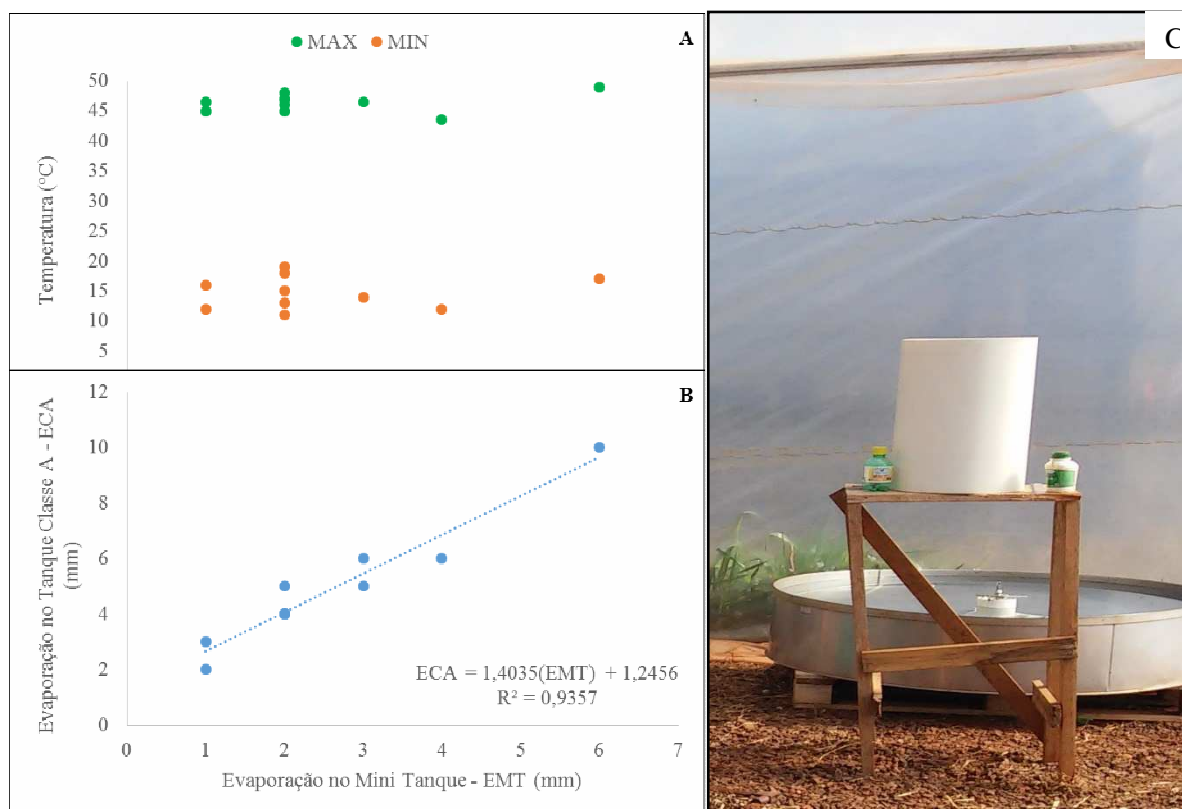 MAX MIN
A
50
45
40
35
30
25
20
15
10
5
Temperatura (°C)
B
12
10
8
6
4
2
0
Evaporação no Tanque Classe A - ECA
(mm)
ECA = 1,4035(EMT) + 1,2456
R² = 0,9357
0 1 2 3 4 5 6 7
Evaporação no Mini Tanque - EMT (mm)
C